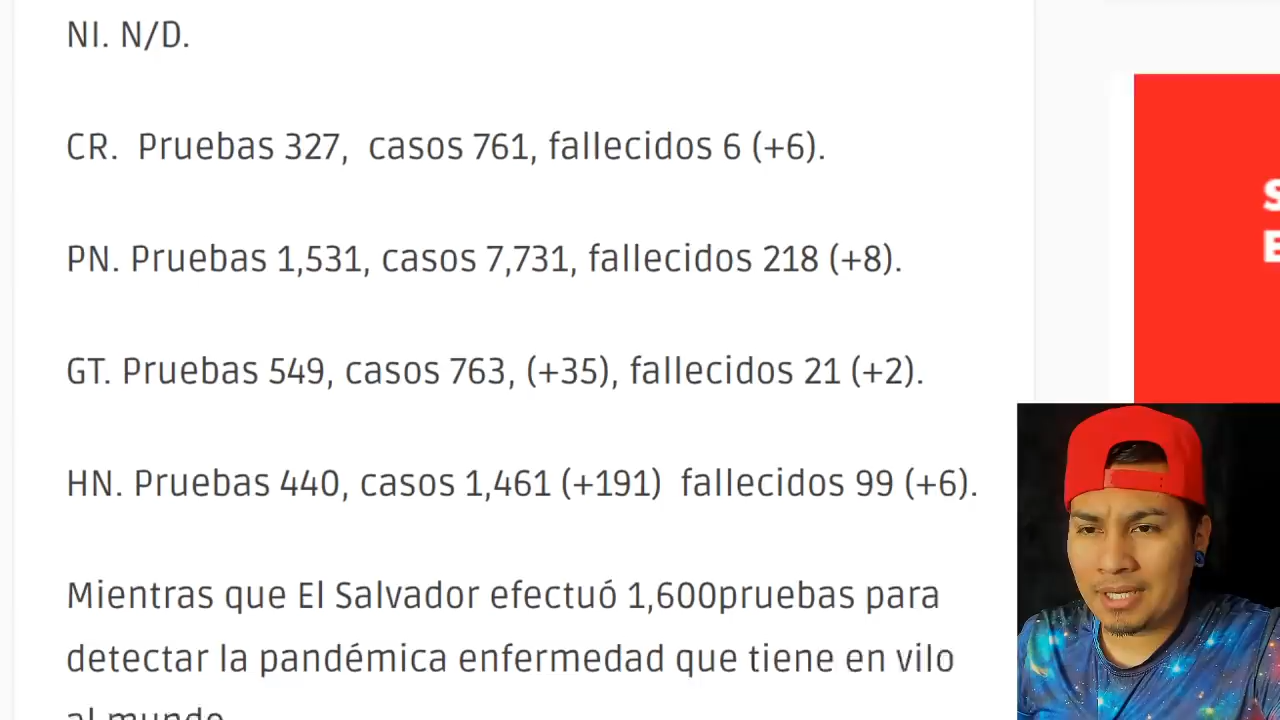 NI. N/D.
CR. Pruebas 327, casos 761, fallecidos 6 (+6).
PN. Pruebas 1,531, casos 7,731, fallecidos 218 (+8).
GT. Pruebas 549, casos 763, (+35), fallecidos 21 (+2).
HN. Pruebas 440, casos 1,461 (+191) fallecidos 99 (+6).
Mientras que El Salvador efectuó 1,600pruebas para
detectar la pandémica enfermedad que tiene en vilo
al mundo